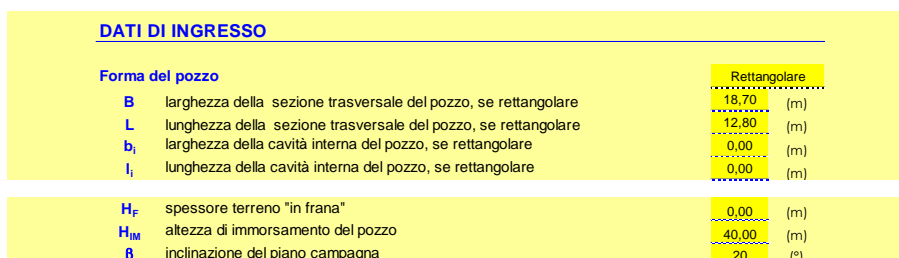 DATI DI INGRESSO
Forma del pozzo Rettangolare
B larghezza della sezione trasversale del pozzo, se rettangolare 18,70 (m)
L lunghezza della sezione trasversale del pozzo, se rettangolare 12,80 (m)
bi larghezza della cavità interna del pozzo, se rettangolare 0,00 (m)
li lunghezza della cavità interna del pozzo, se rettangolare 0,00 (m)
HF spessore terreno "in frana" 0,00 (m)
HIM altezza di immorsamento del pozzo 40,00 (m)
β inclinazione del piano campagna 20 (°)